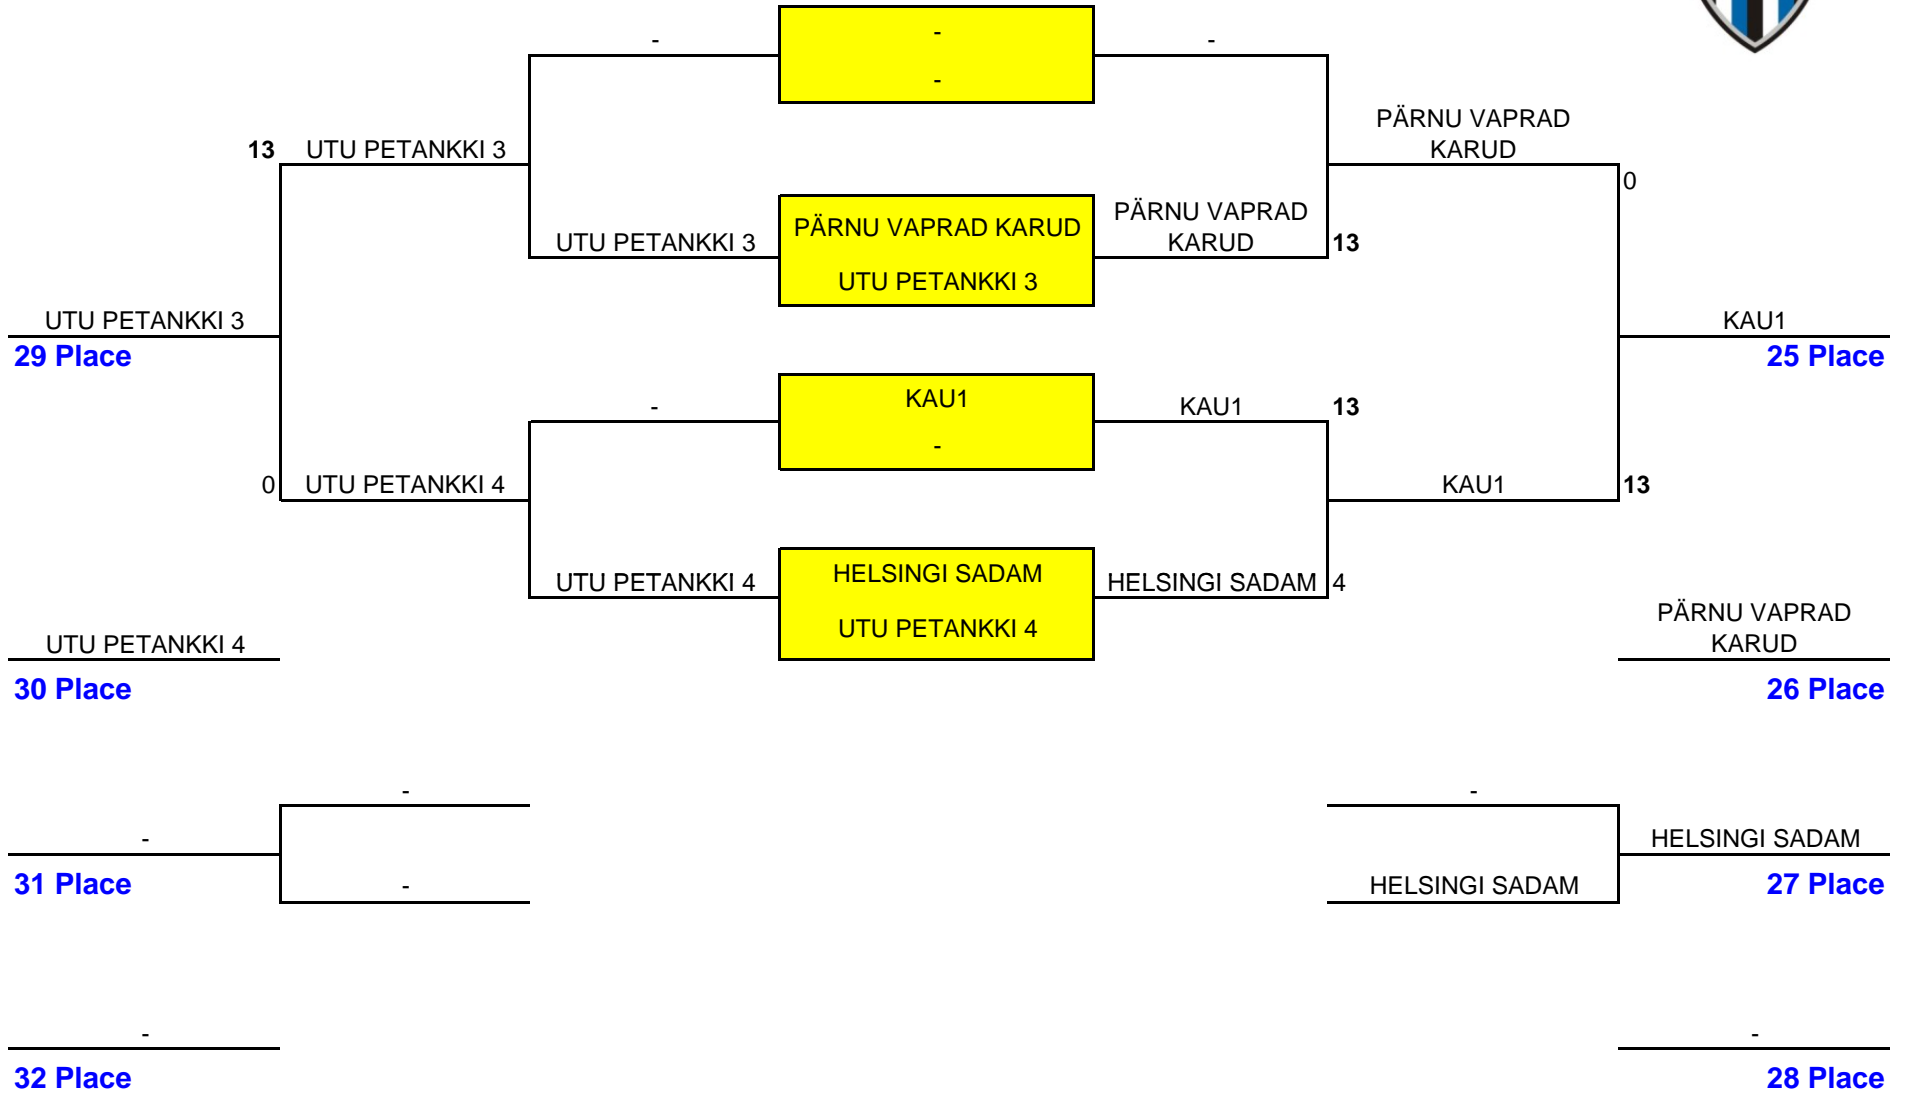 -
-
-
-
PÄRNU VAPRAD
KARUD
13
UTU PETANKKI 3
0
UTU PETANKKI 3
PÄRNU VAPRAD KARUD
UTU PETANKKI 3
PÄRNU VAPRAD
KARUD
13
UTU PETANKKI 3
29 Place
KAU1
25 Place
-
KAU1
-
KAU1
13
0
UTU PETANKKI 4
KAU1
13
UTU PETANKKI 4
HELSINGI SADAM
UTU PETANKKI 4
HELSINGI SADAM
4
UTU PETANKKI 4
30 Place
PÄRNU VAPRAD
KARUD
26 Place
-
-
-
31 Place
-
HELSINGI SADAM
HELSINGI SADAM
27 Place
-
32 Place
-
28 Place